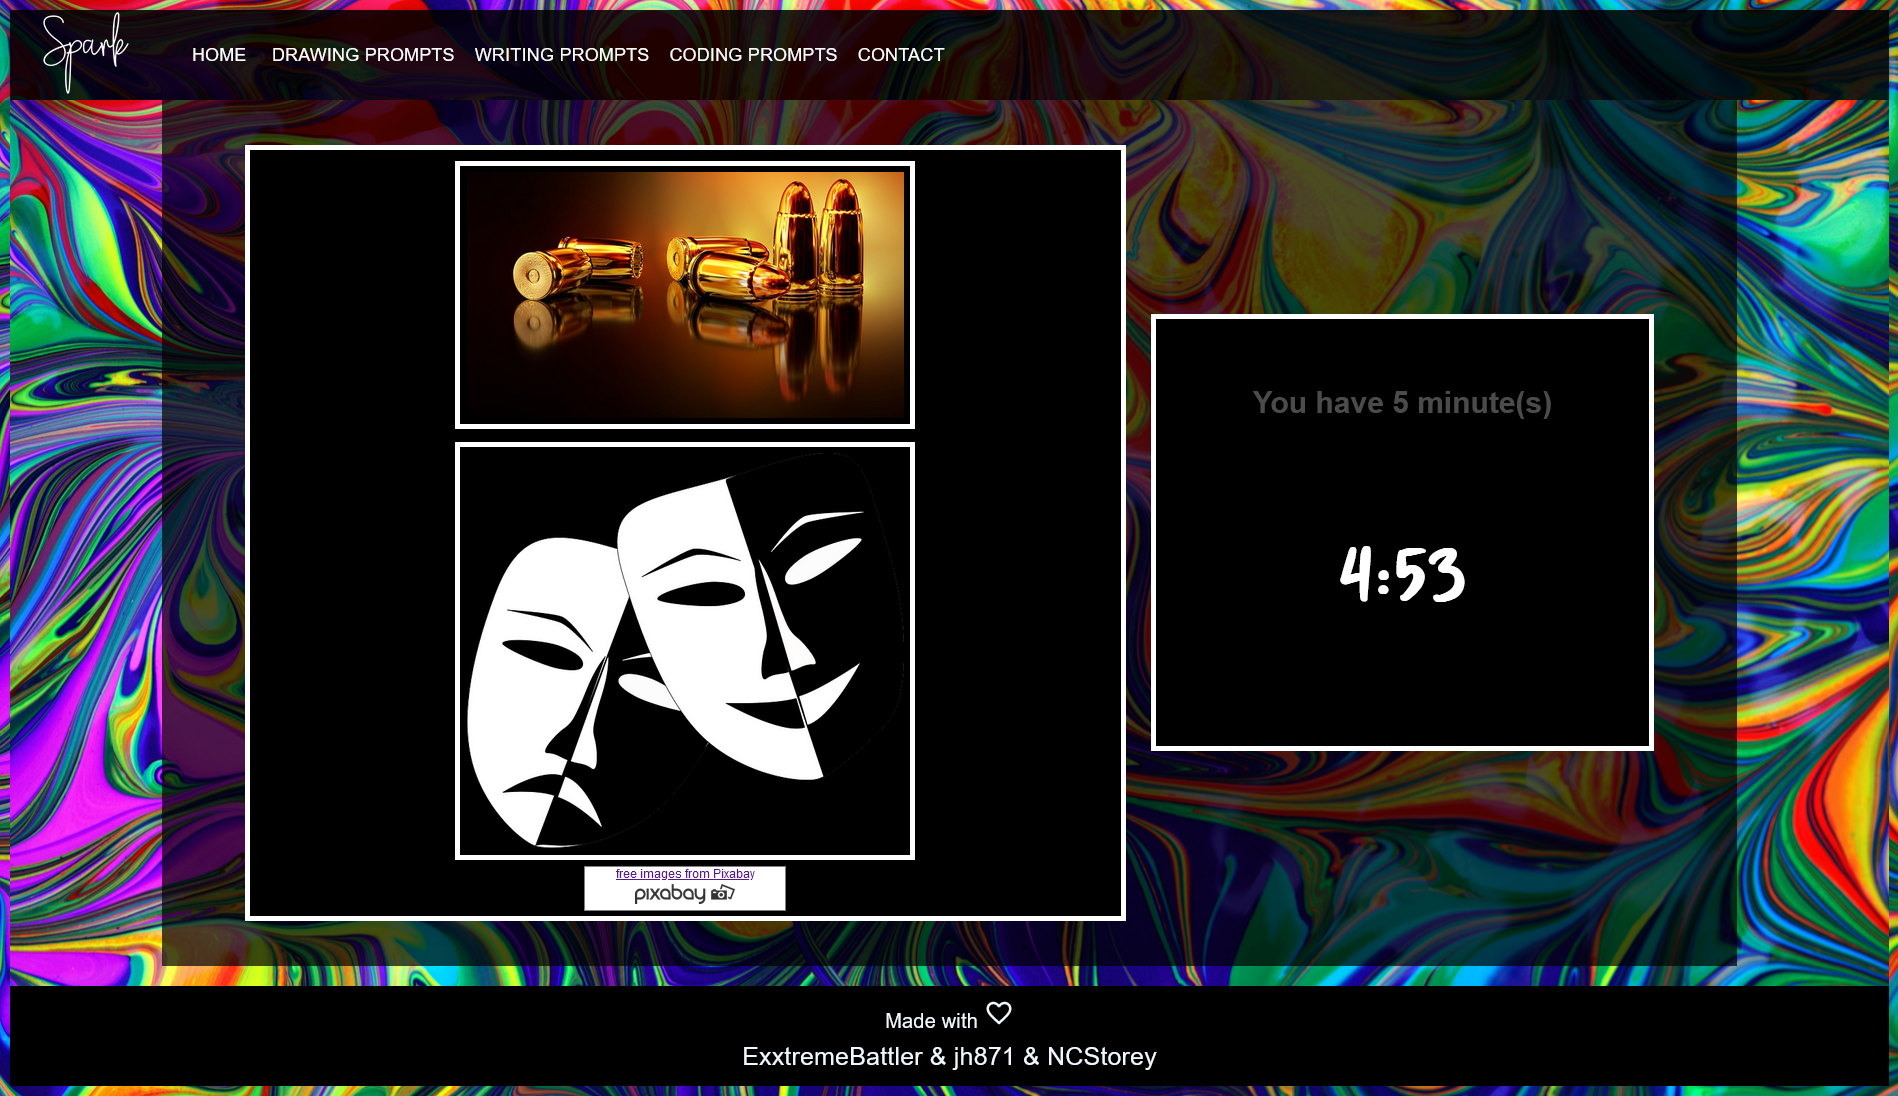 Spark
HOME DRAWING PROMPTS WRITING PROMPTS CODING PROMPTS CONTACT
You have 5 minute(s)
4:53
free images from Pixabay
pixabay
Made with
ExxtremeBattler & jh871 & NCStorey